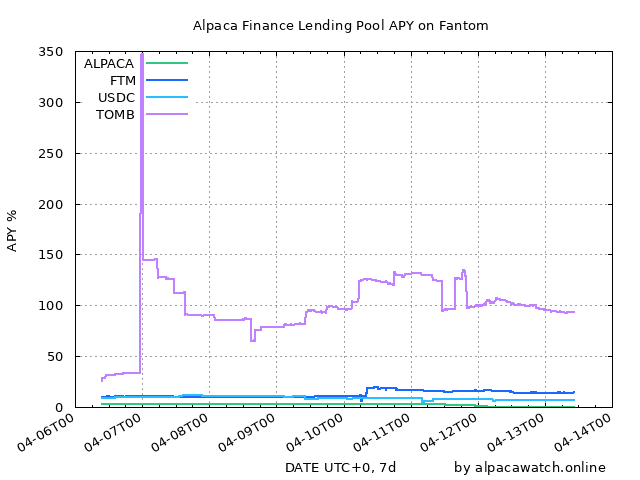 Alpaca Finance Lending Pool APY on Fantom
350
300
250
200
150
100
50
0
APY %
ALPACA
FTM
USDC
TOMB
04-06T00
04-07T00
04-08T00
04-09T00
04-10T00
04-11T00
04-12T00
04-13T00
04-14T00
DATE UTC+0, 7d
by alpacawatch.online